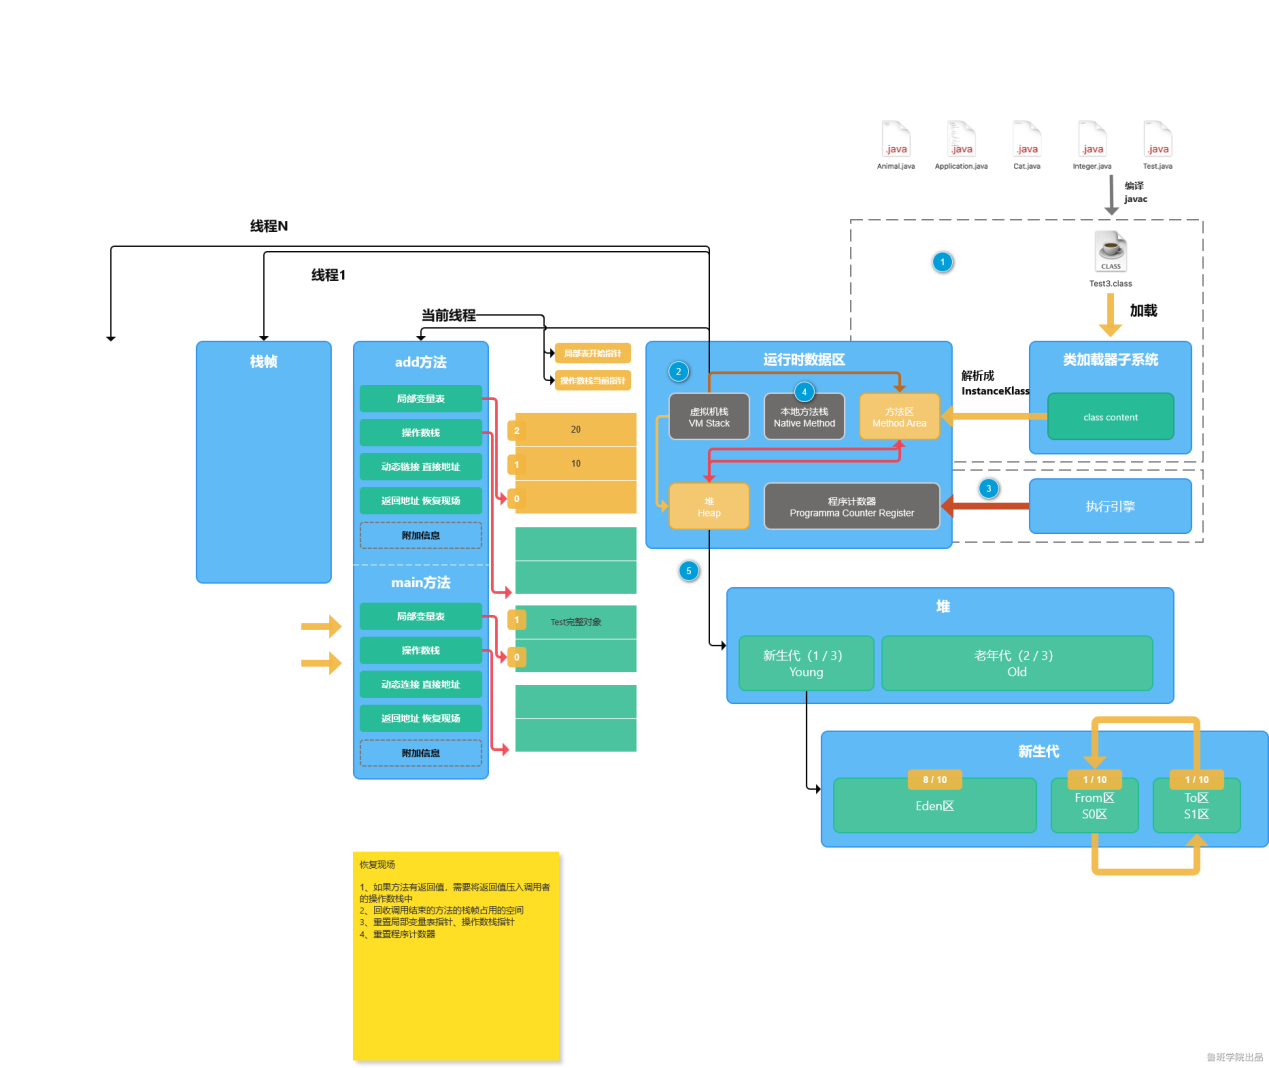 .java
.java
.java
.java
.java
Animal.java
Application.java
Cat.java
Integer.java
Test.java
编译
javac
线程N
线程1
1
CLASS
Test3.class
加载
当前线程
局部表开始指针
操作数栈当前指针
栈帧
add方法
局部变量表
操作数栈
动态链接 直接地址
返回地址 恢复现场
附加信息
main方法
局部变量表
操作数栈
动态连接 直接地址
返回地址 恢复现场
附加信息
2
20
1
10
0
1
Test完整对象
0
运行时数据区
2
4
虚拟机栈
VM Stack
本地方法栈
Native Method
方法区
Method Area
堆
Heap
程序计数器
Programma Counter Register
解析成
InstanceKlass
类加载器子系统
class content
3
执行引擎
5
堆
新生代（1 / 3）
Young
老年代（2 / 3）
Old
新生代
8 / 10
Eden区
1 / 10
From区
S0区
1 / 10
To区
S1区
恢复现场
1、如果方法有返回值，需要将返回值压入调用者
的操作数栈中
2、回收调用结束的方法的栈帧占用的空间
3、重置局部变量表指针、操作数栈指针
4、重置程序计数器
鲁班学院出品